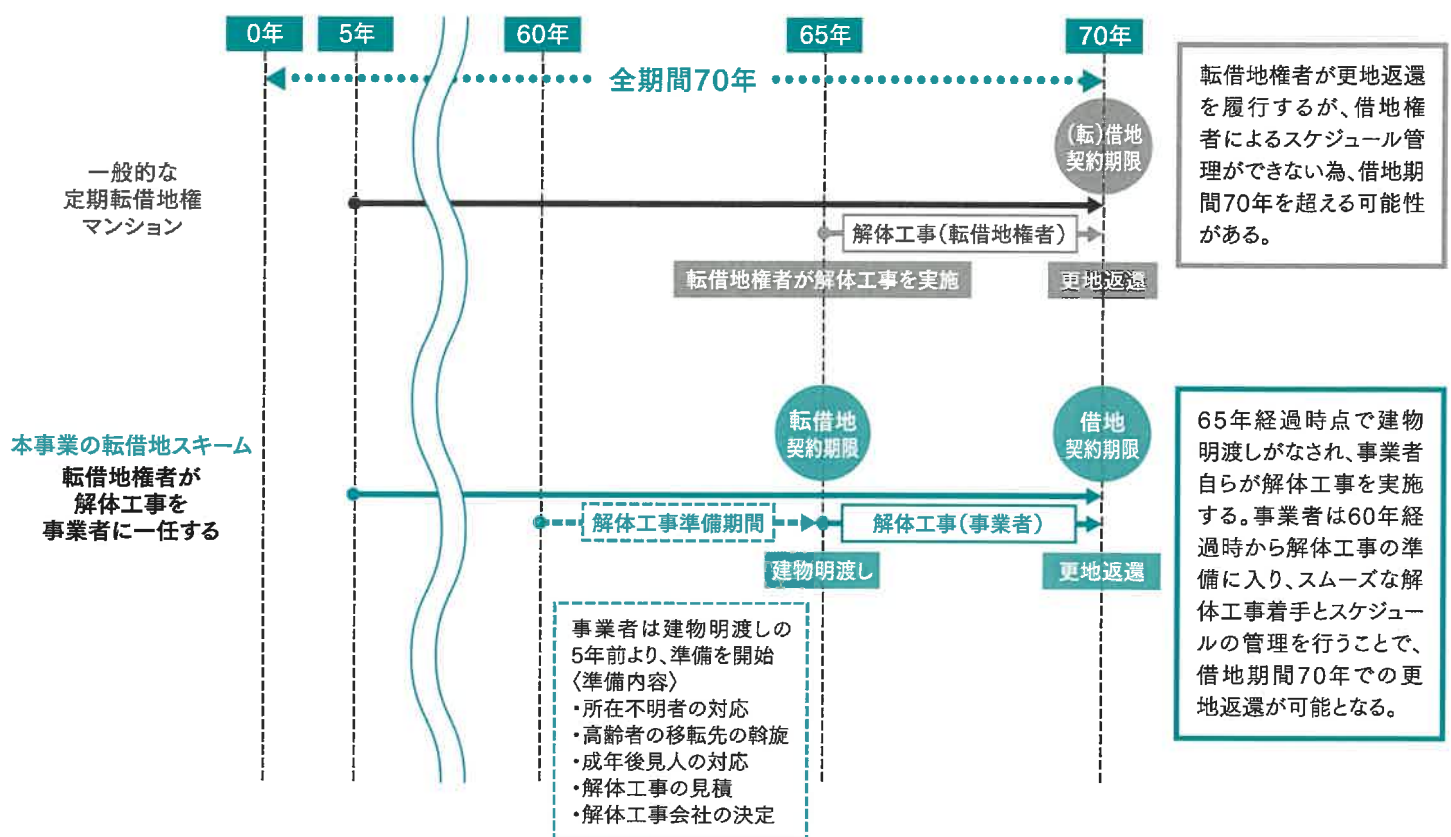 0年
5年
60年
65年
70年
全期間70年
一般的な
定期転借地権
マンション
(転)借地
契約期限
解体工事(転借地権者)
転借地権者が解体工事を実施
更地返還
転借地権者が更地返還
を履行するが、借地権
者によるスケジュール管
理ができない為、借地期
間70年を超える可能性
がある。
本事業の転借地スキーム
転借地権者が
解体工事を
事業者に一任する
転借地
契約期限
借地
契約期限
解体工事準備期間
解体工事(事業者)
建物明渡し
更地返還
事業者は建物明渡しの
5年前より、準備を開始
〈準備内容〉
・所在不明者の対応
・高齢者の移転先の斡旋
・成年後見人の対応
・解体工事の見積
・解体工事会社の決定
65年経過時点で建物
明渡しがなされ、事業者
自らが解体工事を実施
する。事業者は60年経
過時から解体工事の準
備に入り、スムーズな解
体工事着手とスケジュー
ルの管理を行うことで、
借地期間70年での更
地返還が可能となる。